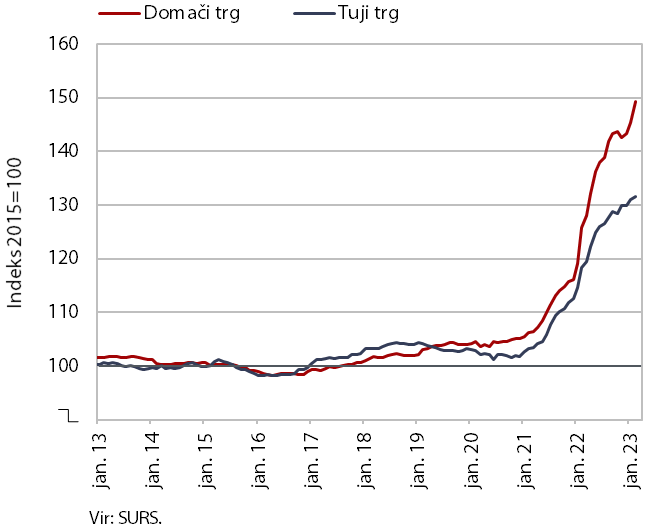 Domači trg Tuji trg
160
150
140
130
120
110
100
Indeks 2015=100
jan. 13 jan. 14 jan. 15 jan. 16 jan. 17 jan. 18 jan. 19 jan. 20 jan. 21 jan. 22 jan. 23
Vir: SURS.